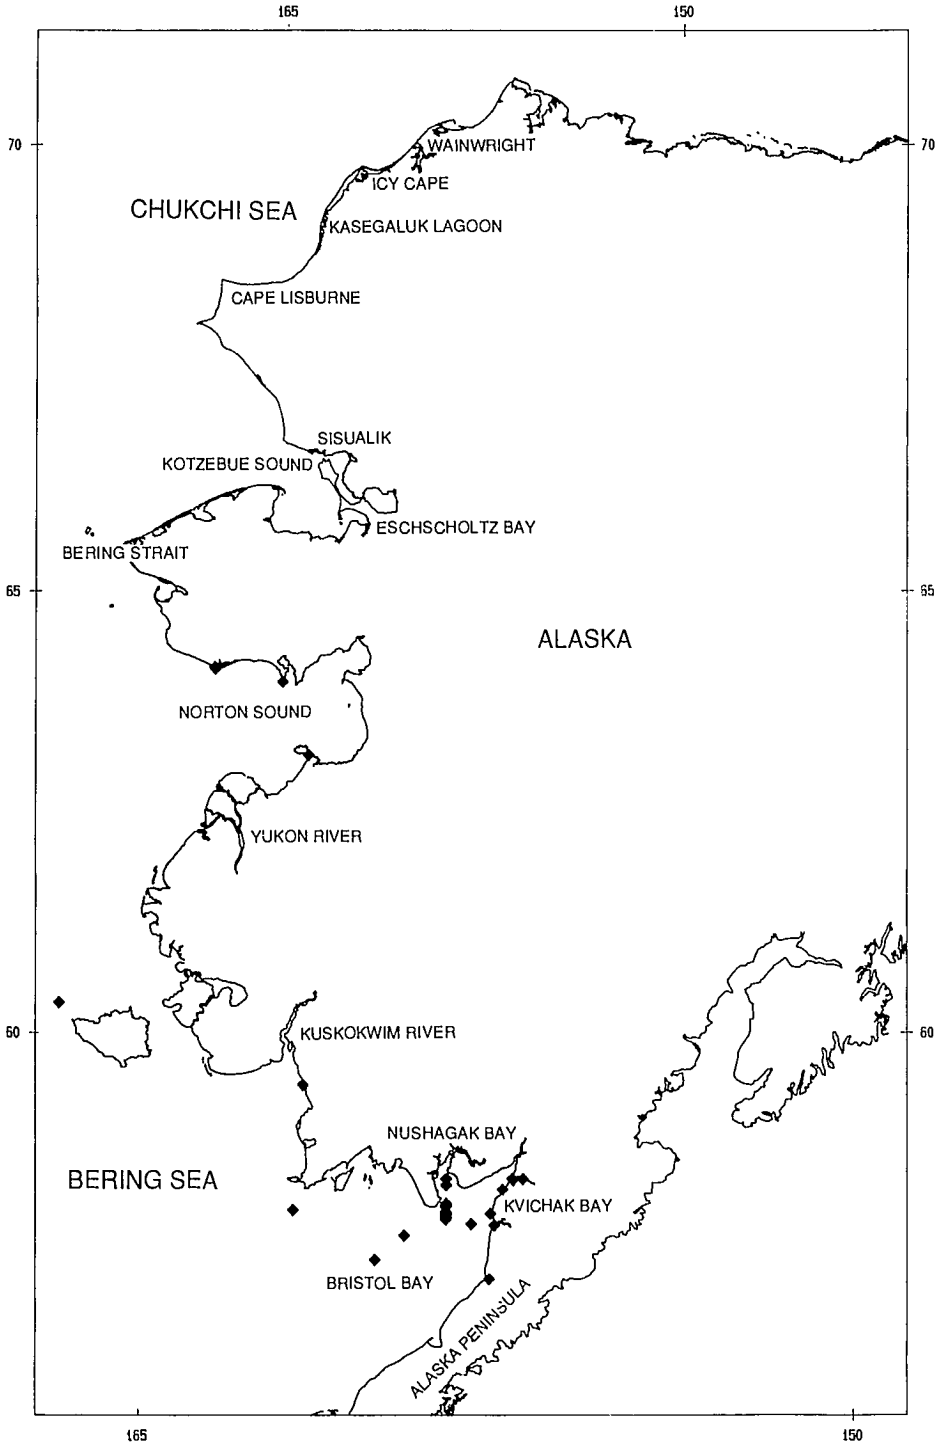 165 150
70 WAINWRIGHT 70
ICY CAPE
CHUKCHI SEA
KASEGALUK LAGOON
CAPE LISBURNE
SISUALIK
KOTZEBUE SOUND
ESCHSCHOLTZ BAY
BERING STRAIT
65 65
ALASKA
NORTON SOUND
YUKON RIVER
60 KUSKOKWIM RIVER 60
NUSHAGAK BAY
BERING SEA
KVICHAK BAY
BRISTOL BAY
ALASKA PENINSULA
165 150